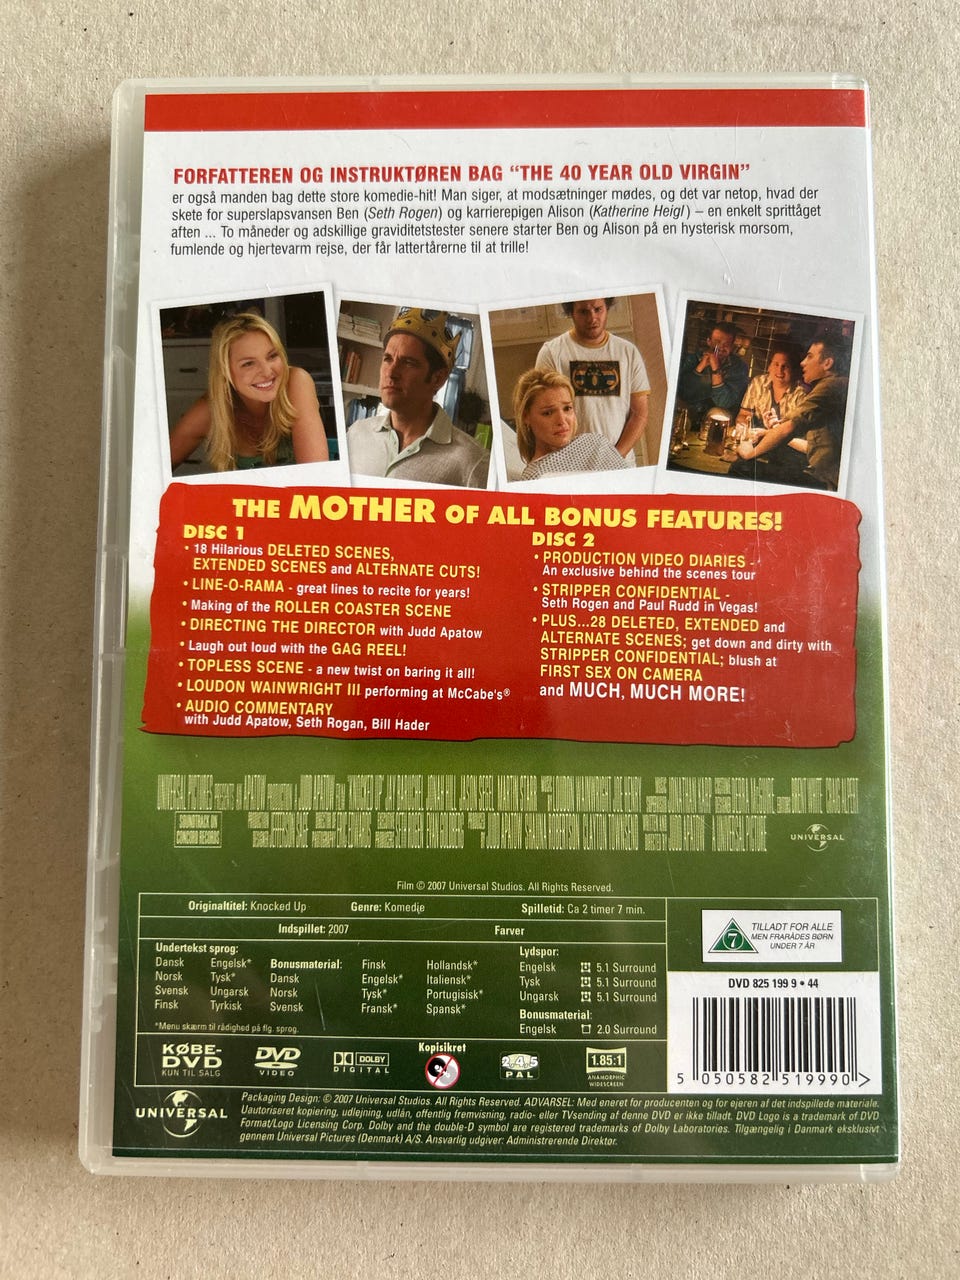 FORFATTEREN OG INSTRUKTØREN BAG "THE 40 YEAR OLD VIRGIN"
er også manden bag dette store komedie-hit! Man siger, at modsætninger mødes, og det var netop, hvad der
skete for superslapsvansen Ben (Seth Rogen) og karrierepigen Alison (Katherine Heigl) – en enkelt sprittåget
aften ... To måneder og adskillige graviditetstester senere starter Ben og Alison på en hysterisk morsom,
fumlende og hjertevarm rejse, der får lattertårerne til at trille!
THE MOTHER OF ALL BONUS FEATURES!
DISC 1
• 18 Hilarious DELETED SCENES,
EXTENDED SCENES and ALTERNATE CUTS!
• LINE-O-RAMA - great lines to recite for years!
• Making of the ROLLER COASTER SCENE
• DIRECTING THE DIRECTOR with Judd Apatow
• Laugh out loud with the GAG REEL!
• TOPLESS SCENE - a new twist on baring it all!
• LOUDON WAINWRIGHT III performing at McCabe's®
• AUDIO COMMENTARY
with Judd Apatow, Seth Rogan, Bill Hader
DISC 2
• PRODUCTION VIDEO DIARIES -
An exclusive behind the scenes tour
• STRIPPER CONFIDENTIAL -
Seth Rogen and Paul Rudd in Vegas!
• PLUS...28 DELETED, EXTENDED and
ALTERNATE SCENES; get down and dirty with
STRIPPER CONFIDENTIAL; blush at
FIRST SEX ON CAMERA
and MUCH, MUCH MORE!
UNIVERSAL PICTURES
SOUNDTRACK IN
CONCORD RECORDS
A UNIVERSAL PICTURE
UNIVERSAL
Film © 2007 Universal Studios. All Rights Reserved.
Originaltitel: Knocked Up Genre: Komedie Spilletid: Ca 2 timer 7 min.
Indspillet: 2007 Farver
Undertekst sprog:
Dansk Engelsk*
Norsk Tysk*
Svensk Ungarsk
Finsk Tyrkisk
*Menu skærm til rådighed på flg. sprog.
Bonusmaterial: Finsk Hollandsk*
Dansk Engelsk* Italiensk*
Norsk Tysk* Portugisisk*
Svensk Fransk* Spansk*
Lydspor:
Engelsk 5.1 Surround
Tysk 5.1 Surround
Ungarsk 5.1 Surround
Bonusmaterial:
Engelsk 2.0 Surround
7
TILLADT FOR ALLE
MEN FRARÅDES BØRN
UNDER 7 ÅR
DVD 825 199 9 • 44
5 050582 519990 >
KØBE-
DVD
KUN TIL SALG
DVD
VIDEO
DOLBY
DIGITAL
Kopisikret
2.4.5
PAL
1.85:1
ANAMORPHIC
WIDESCREEN
UNIVERSAL
Packaging Design: © 2007 Universal Studios. All Rights Reserved. ADVARSEL: Med eneret for producenten og for ejeren af det indspillede materiale.
Uautoriseret kopiering, udlejning, udlån, offentlig fremvisning, radio- eller TVsending af denne DVD er ikke tilladt. DVD Logo is a trademark of DVD
Format/Logo Licensing Corp. Dolby and the double-D symbol are registered trademarks of Dolby Laboratories. Tilgængelig i Danmark eksklusivt
gennem Universal Pictures (Denmark) A/S. Ansvarlig udgiver: Administrerende Direktor.